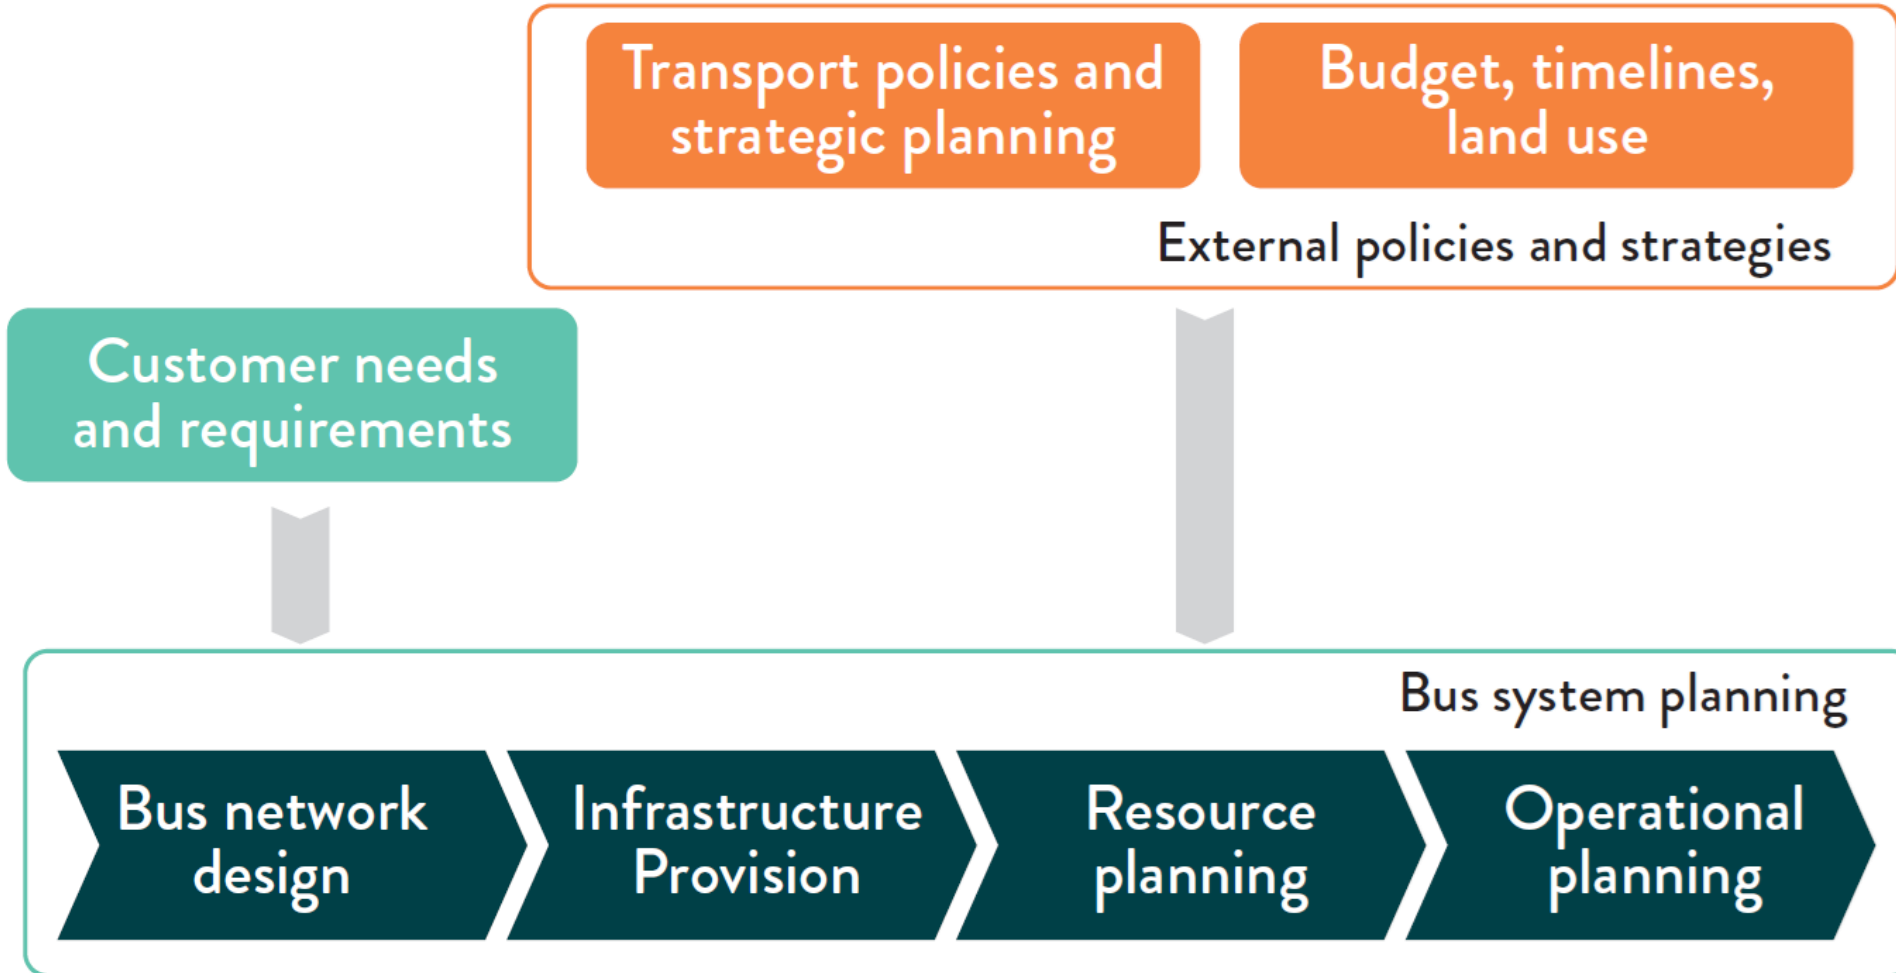 Transport policies and
strategic planning
Budget, timelines,
land use
External policies and strategies
Customer needs
and requirements
Bus system planning
Bus network
design
Infrastructure
Provision
Resource
planning
Operational
planning